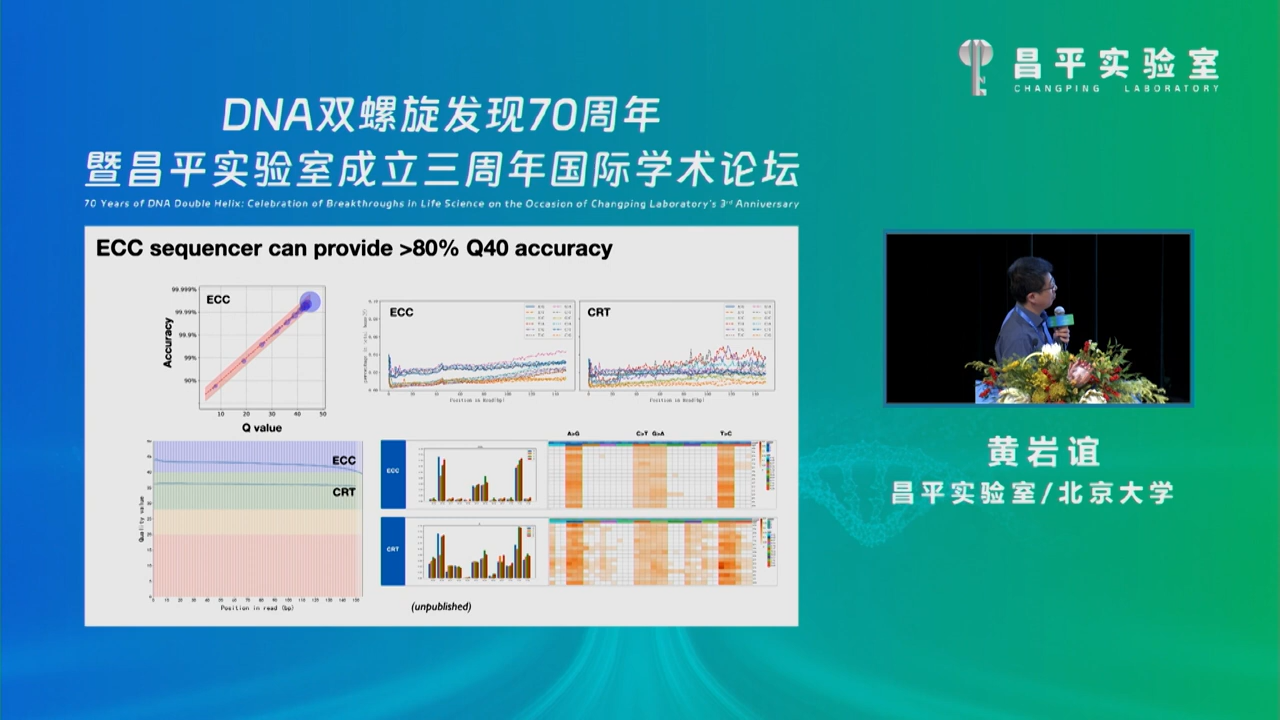 昌平实验室
CHANGPING LABORATORY
DNA双螺旋发现70周年
暨昌平实验室成立三周年国际学术论坛
70 Years of DNA Double Helix: Celebration of Breakthroughs in Life Science on the Occasion of Changping Laboratory's 3rd Anniversary
ECC sequencer can provide >80% Q40 accuracy
ECC
99.999%
99.99%
99.9%
99%
90%
Accuracy
10 20 30 40 50
Q value
ECC
Position in Read(bp)
CRT
Position in Read(bp)
ECC
CRT
Quality value
Position in read (bp)
A>G C>T G>A T>C
ECC
CRT
(unpublished)
黄岩谊
昌平实验室/北京大学